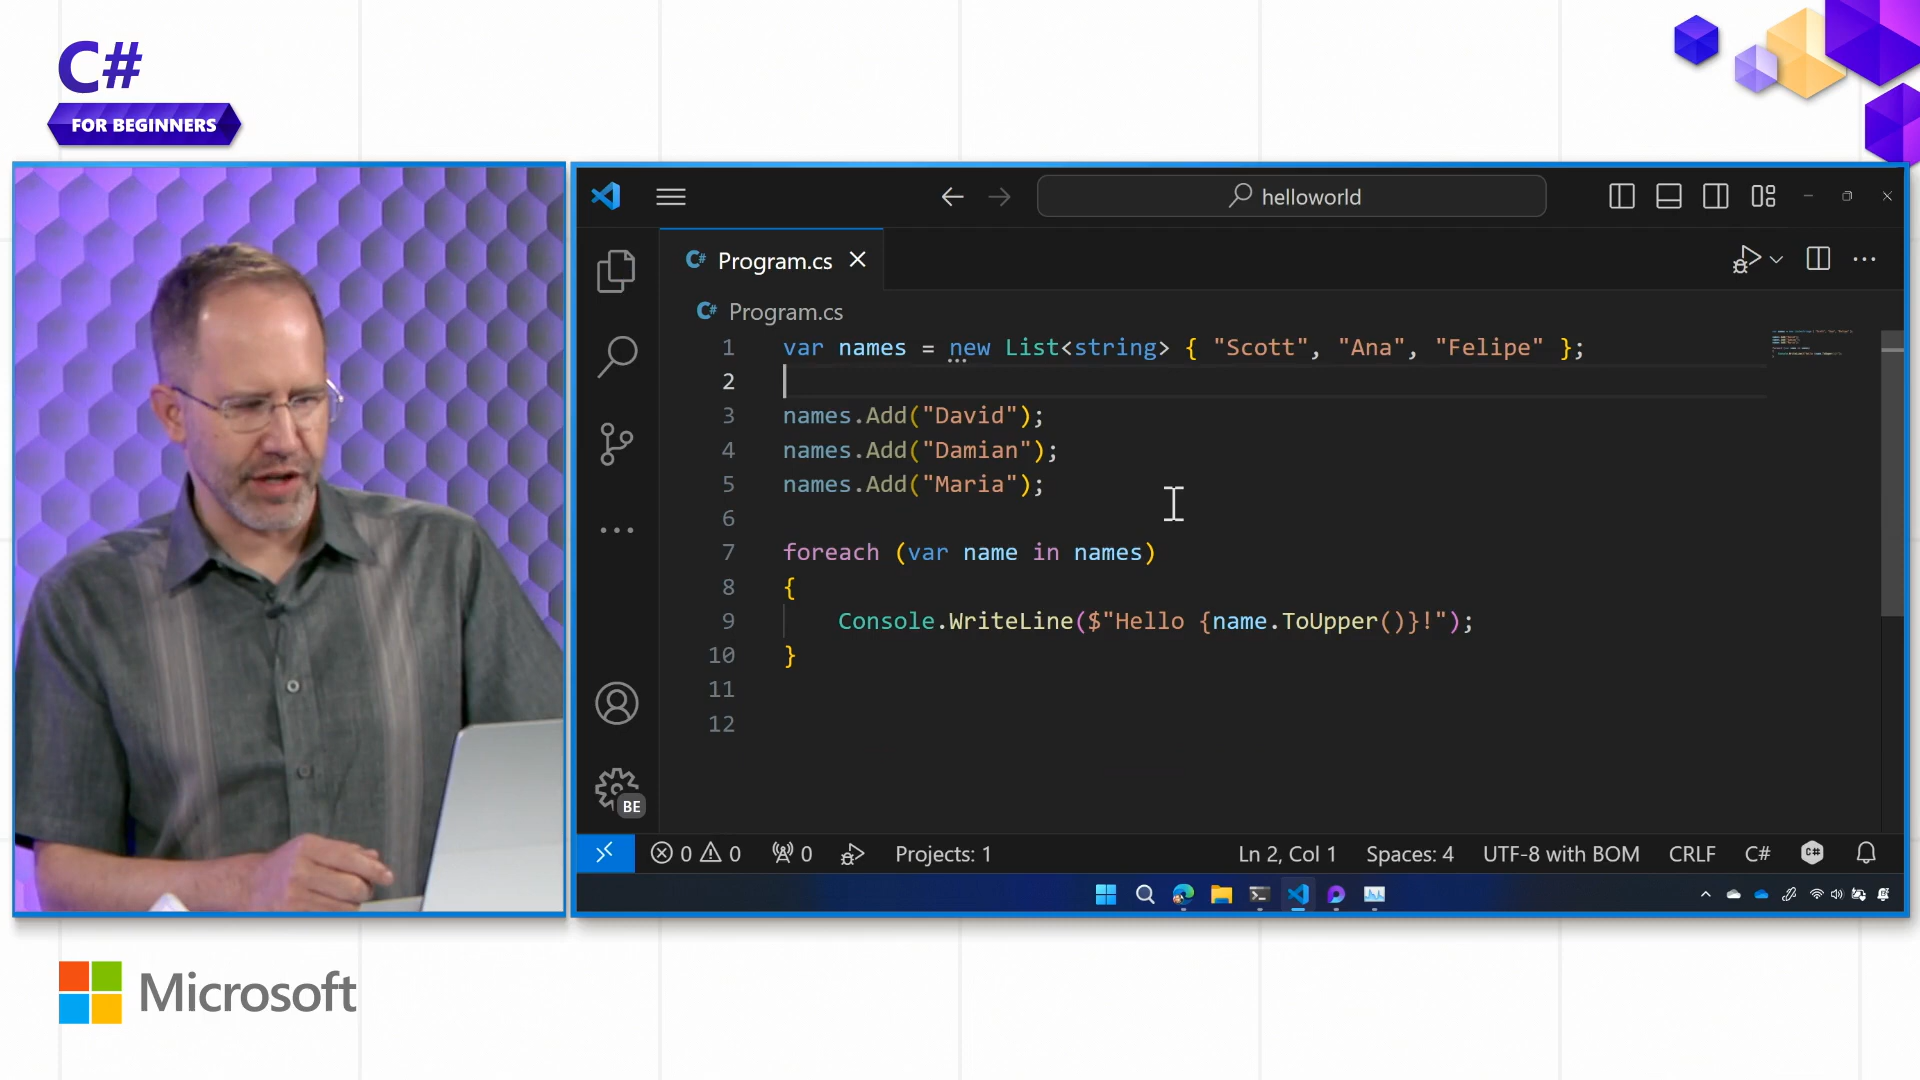 C#
FOR BEGINNERS
helloworld
Program.cs
Program.cs
1 var names = new List<string> { "Scott", "Ana", "Felipe" };
2
3 names.Add("David");
4 names.Add("Damian");
5 names.Add("Maria");
6
7 foreach (var name in names)
8 {
9 Console.WriteLine($"Hello {name.ToUpper()}!");
10 }
11
12
BE
0 0 0 Projects: 1 Ln 2, Col 1 Spaces: 4 UTF-8 with BOM CRLF C#
Microsoft